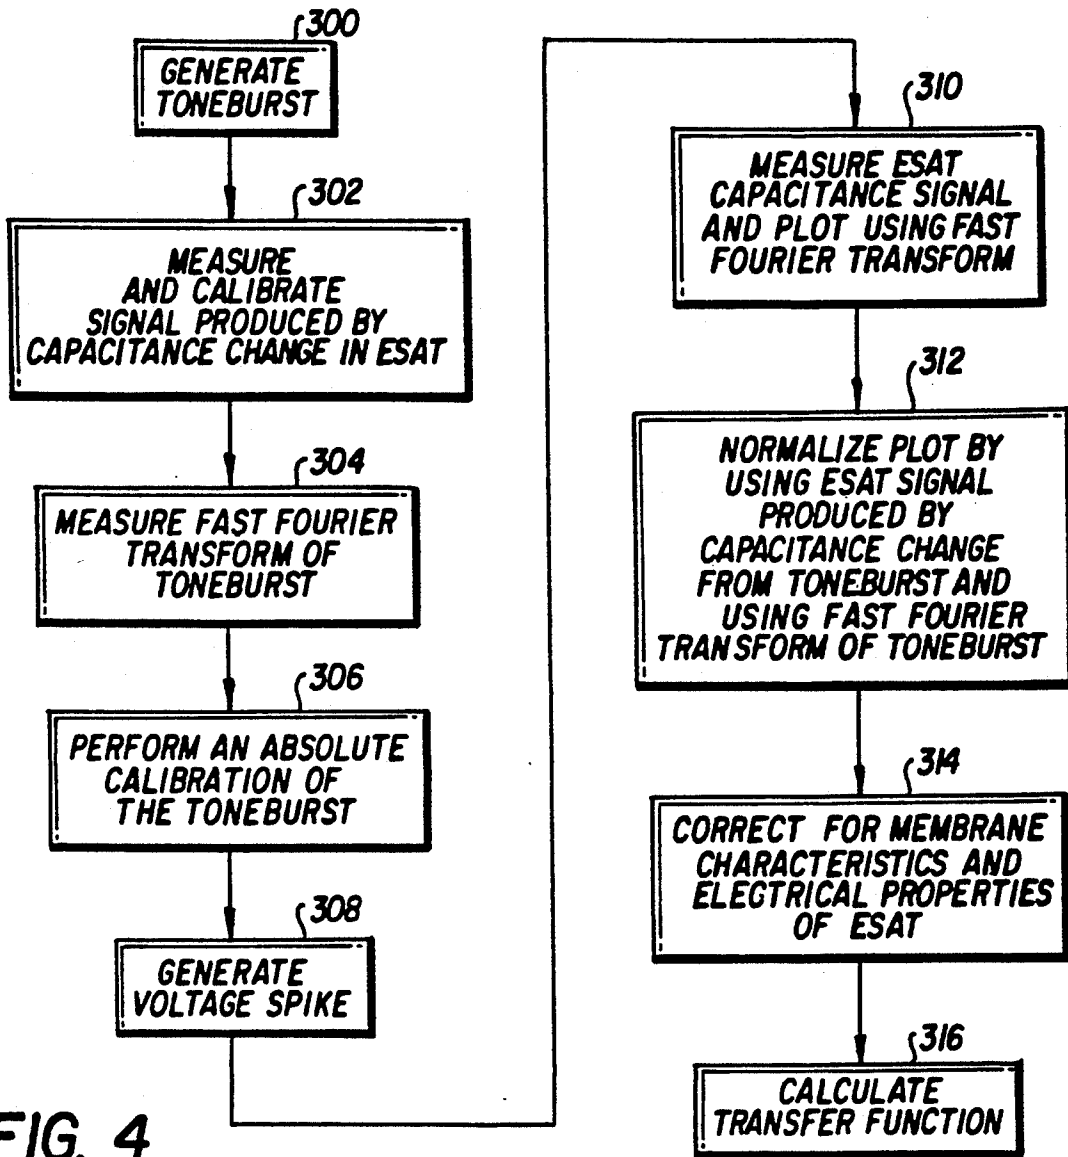 300
GENERATE
TONEBURST
302
MEASURE
AND CALIBRATE
SIGNAL PRODUCED BY
CAPACITANCE CHANGE IN ESAT
304
MEASURE FAST FOURIER
TRANSFORM OF
TONEBURST
306
PERFORM AN ABSOLUTE
CALIBRATION OF
THE TONEBURST
308
GENERATE
VOLTAGE SPIKE
310
MEASURE ESAT
CAPACITANCE SIGNAL
AND PLOT USING FAST
FOURIER TRANSFORM
312
NORMALIZE PLOT BY
USING ESAT SIGNAL
PRODUCED BY
CAPACITANCE CHANGE
FROM TONEBURST AND
USING FAST FOURIER
TRANSFORM OF TONEBURST
314
CORRECT FOR MEMBRANE
CHARACTERISTICS AND
ELECTRICAL PROPERTIES
OF ESAT
316
CALCULATE
TRANSFER FUNCTION
FIG. 4